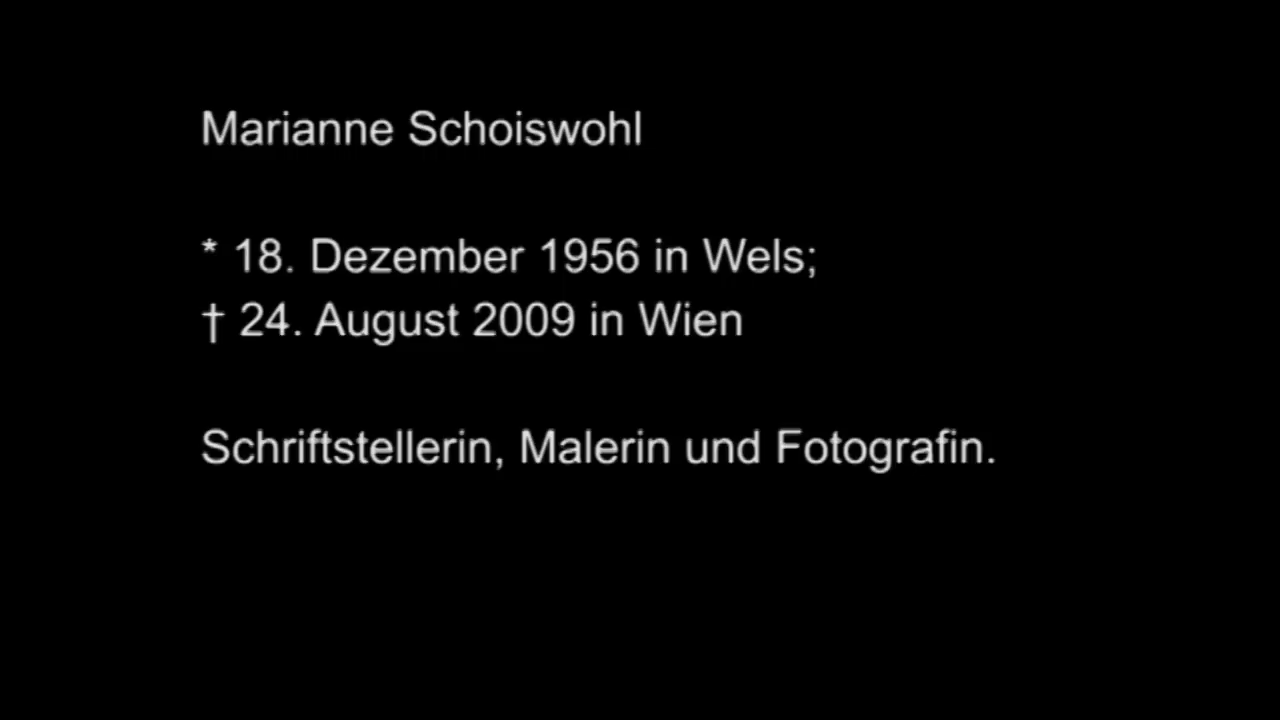 Marianne Schoiswohl
* 18. Dezember 1956 in Wels;
† 24. August 2009 in Wien
Schriftstellerin, Malerin und Fotografin.